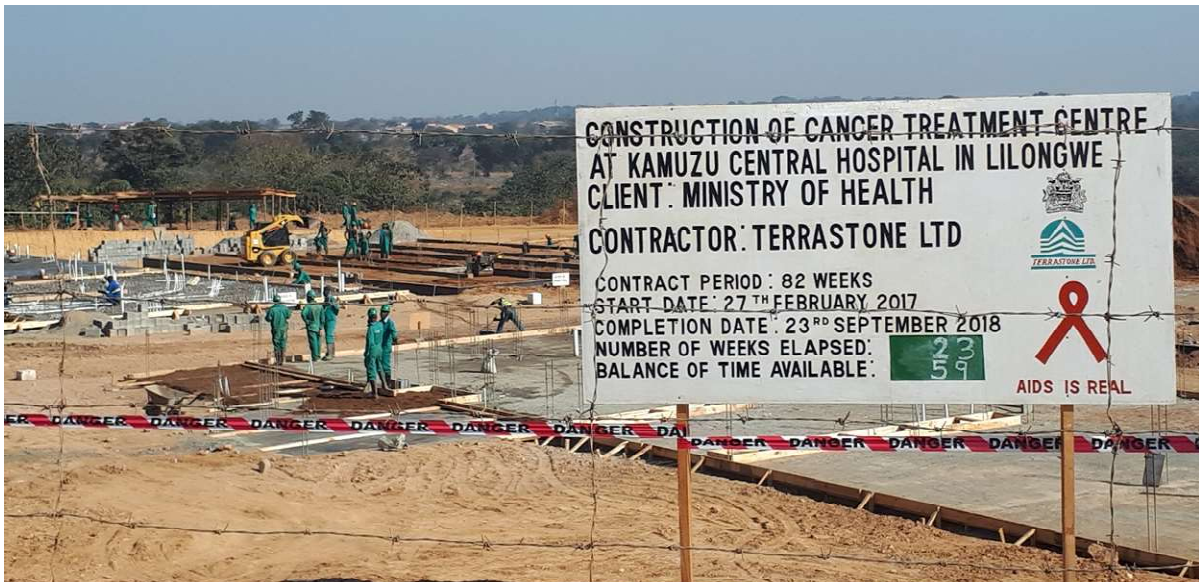 CONSTRUCTION OF CANCER TREATMENT CENTRE
AT KAMUZU CENTRAL HOSPITAL IN LILONGWE
CLIENT: MINISTRY OF HEALTH
CONTRACTOR: TERRASTONE LTD
TERRASTONE LTD.
CONTRACT PERIOD: 82 WEEKS
START DATE: 27TH FEBRUARY 2017
COMPLETION DATE: 23RD SEPTEMBER 2018
NUMBER OF WEEKS ELAPSED: 23
BALANCE OF TIME AVAILABLE: 59
AIDS IS REAL
DANGER DANGER DANGER DANGER DANGER DANGER DANGER DANGER DANGER DANGER DANGER DANGER DANGER